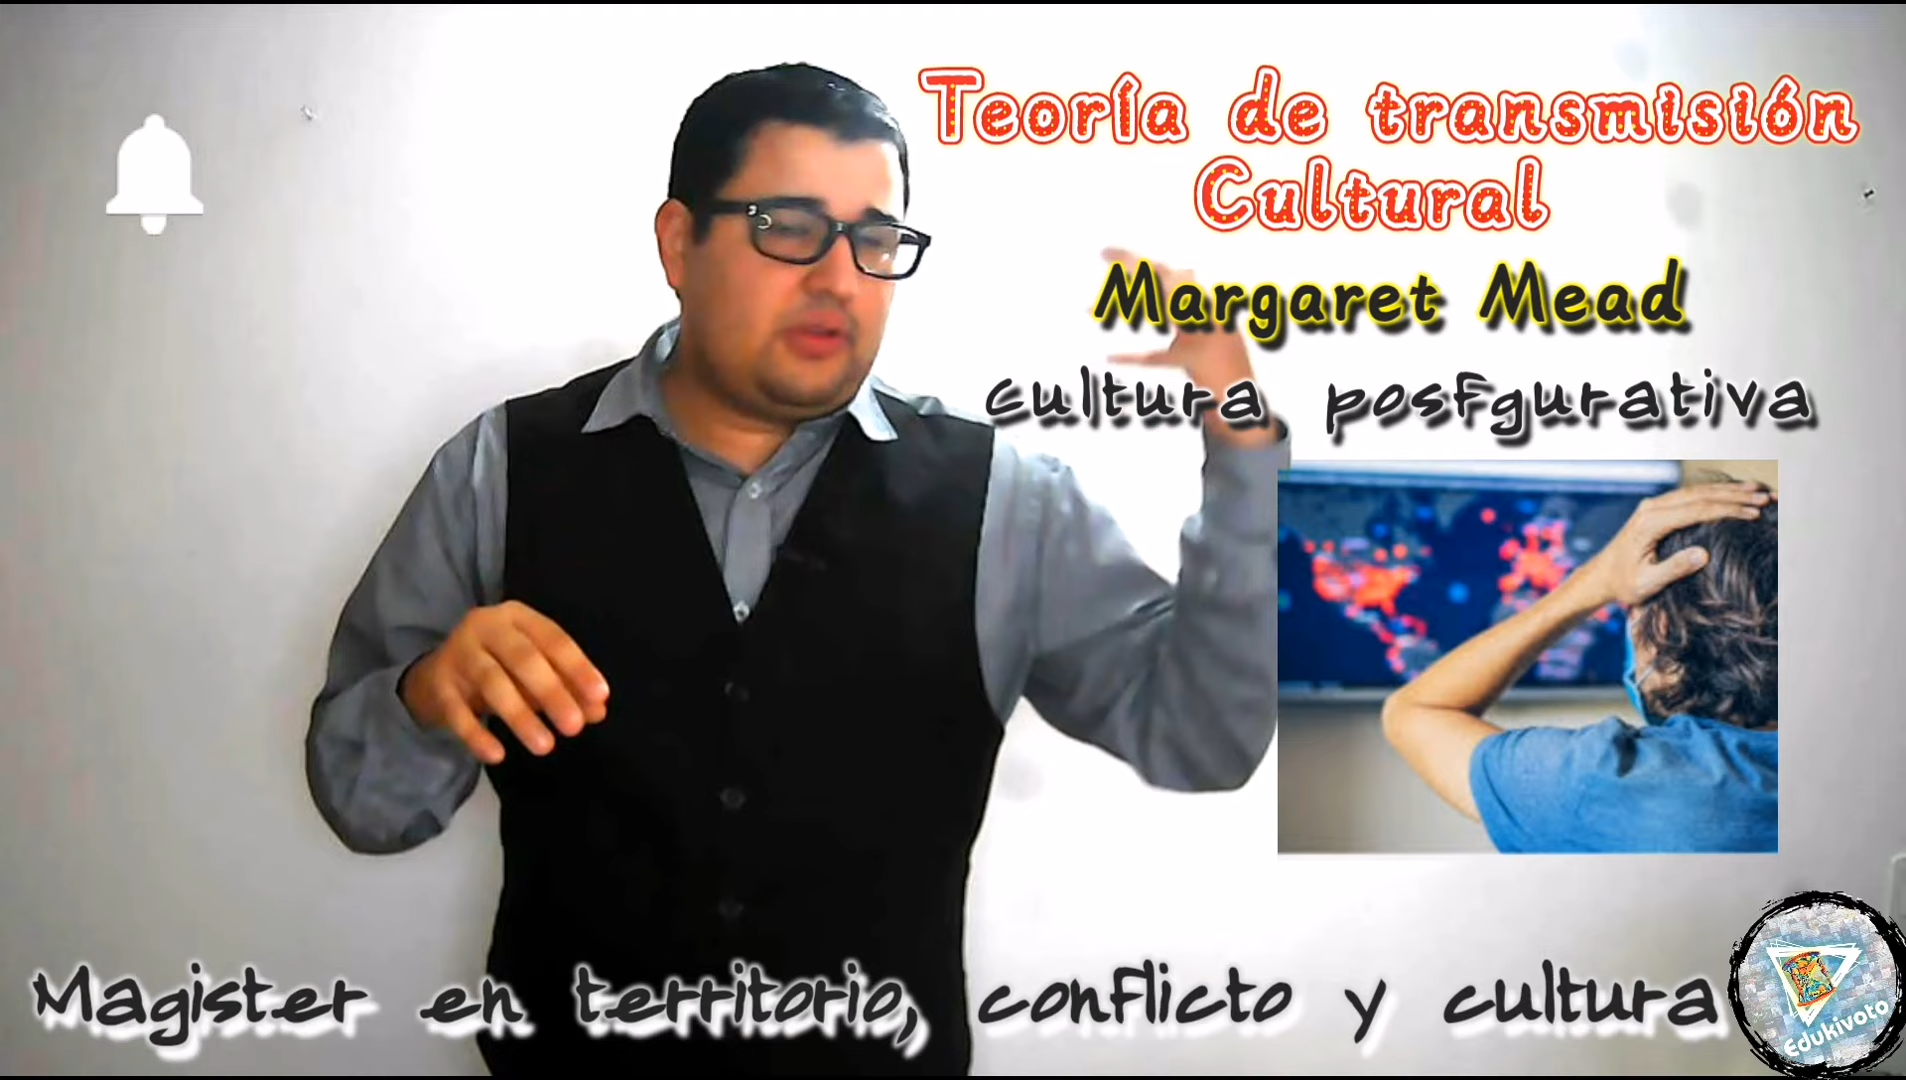 Teoría de transmisión
Cultural
Margaret Mead
cultura posfgurativa
Magister en territorio, conflicto y cultura
Edukivoto